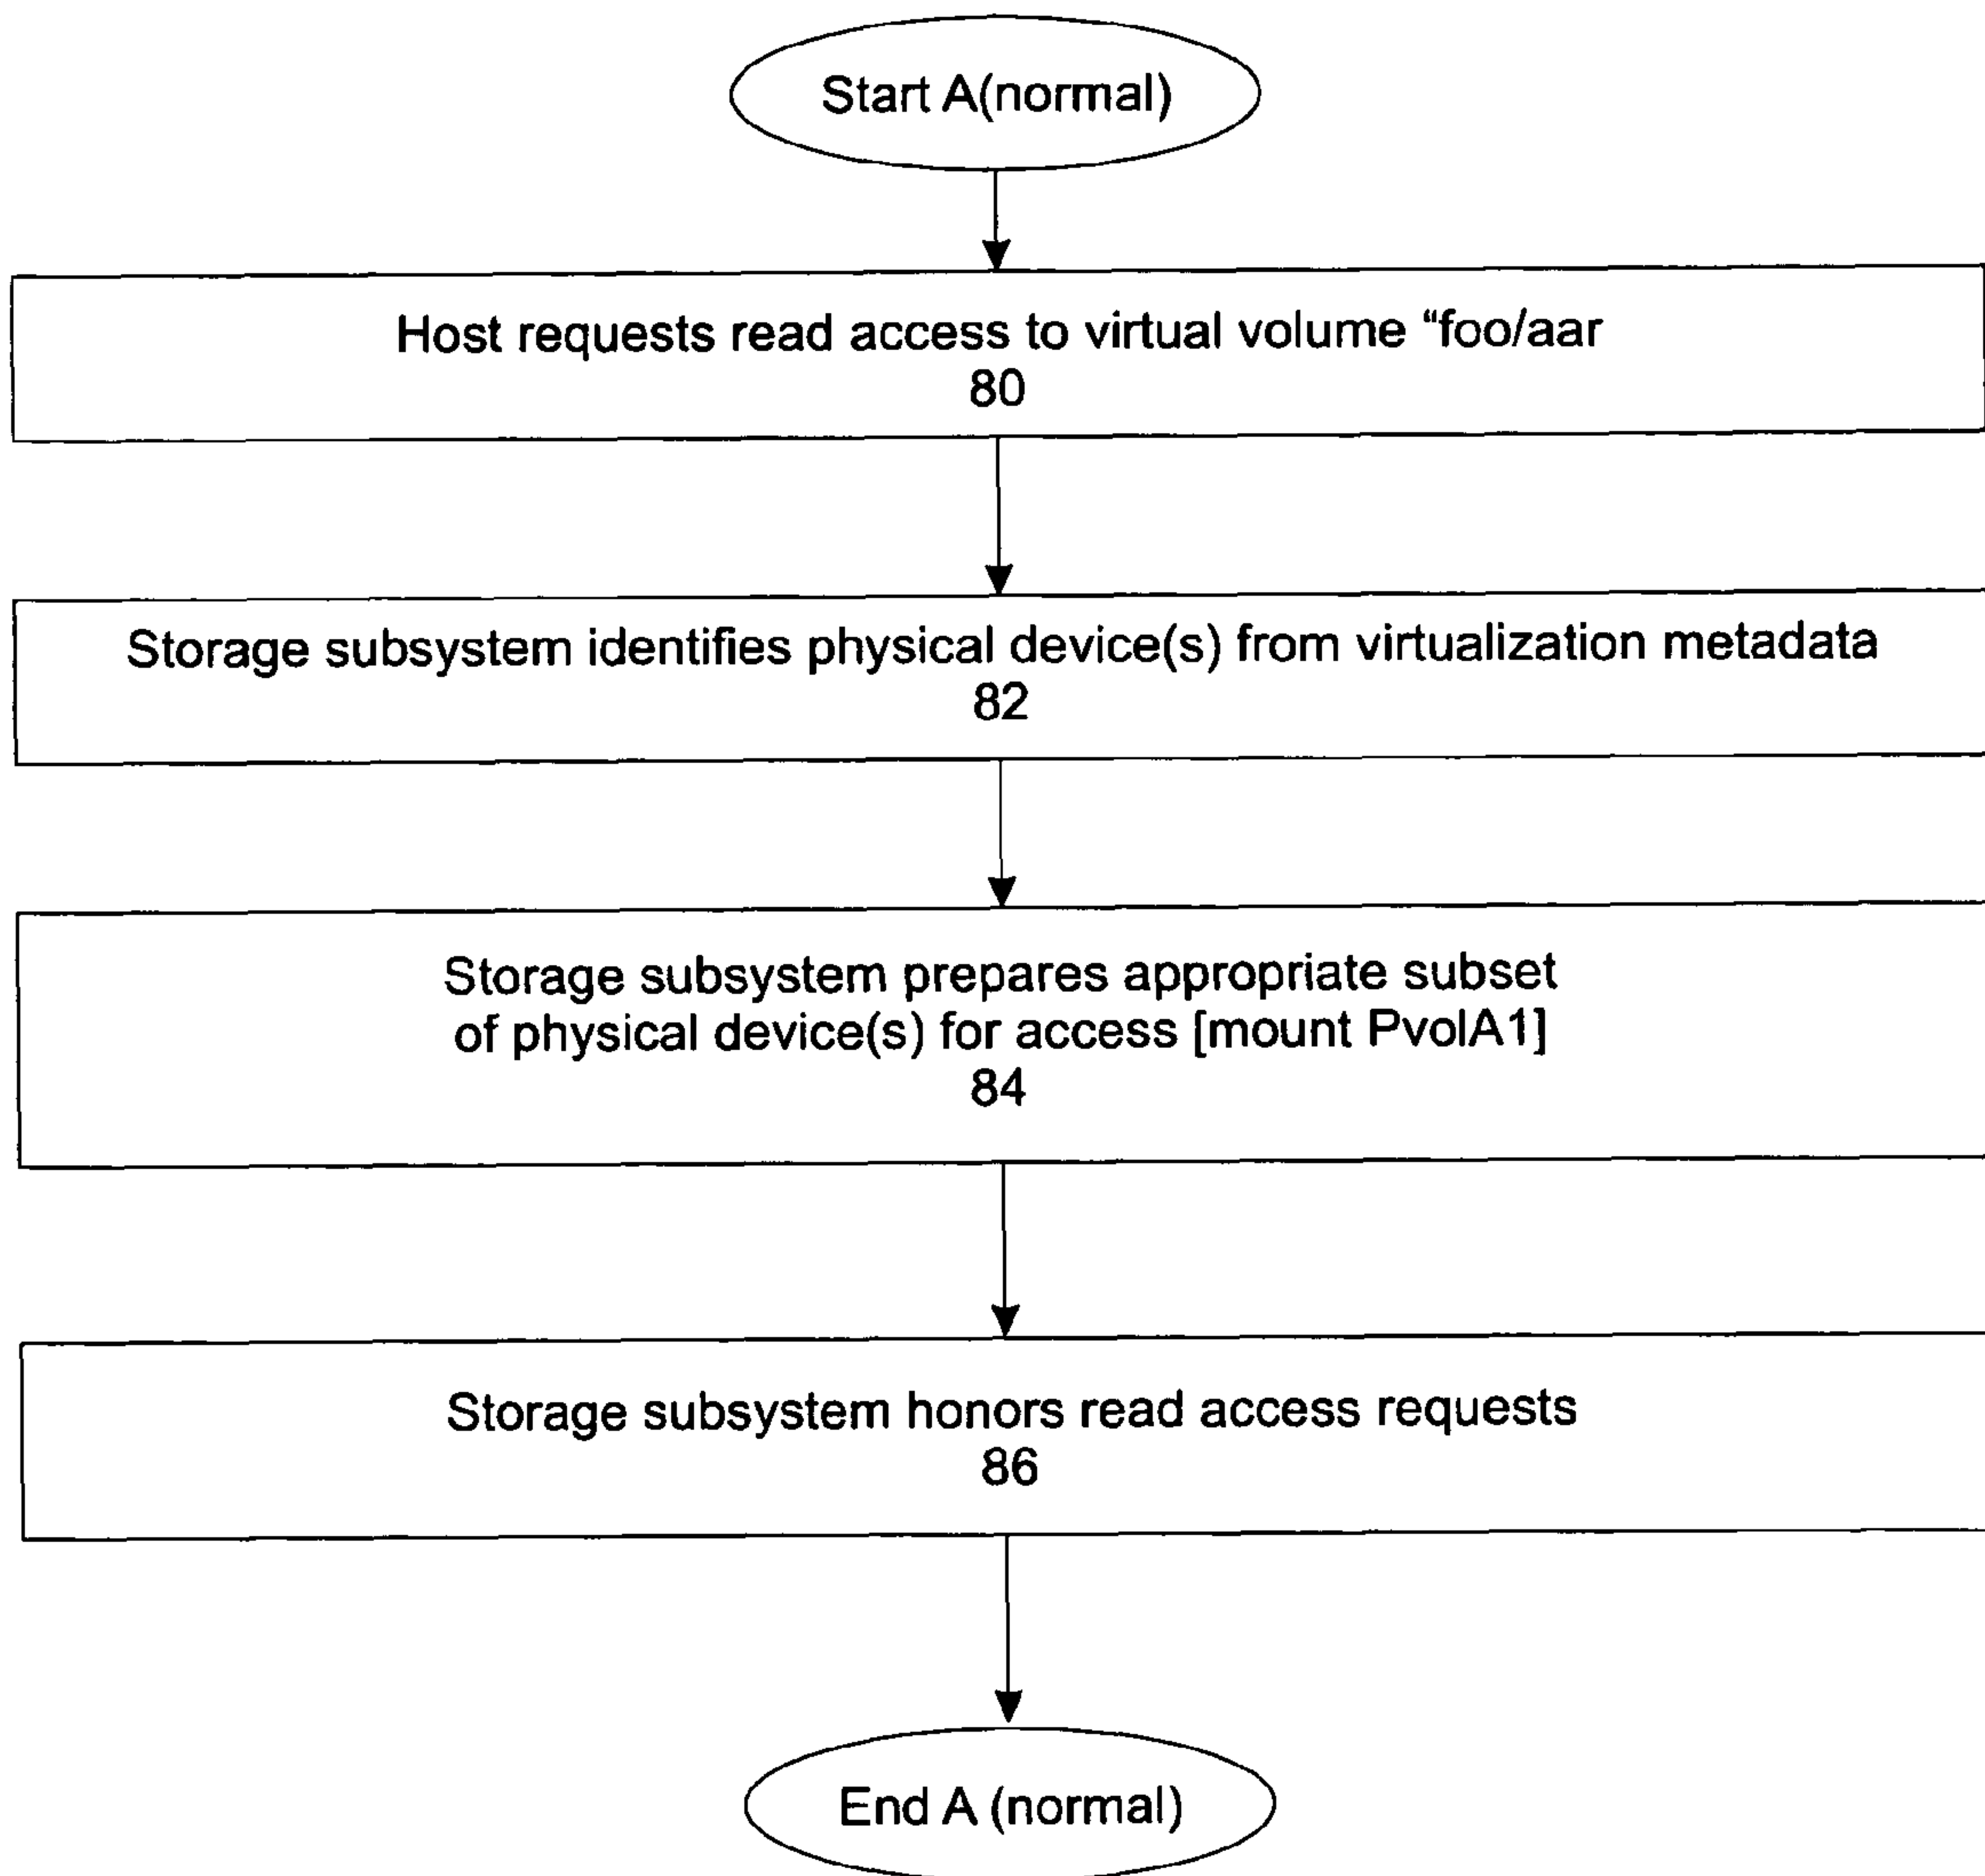 Start A(normal)
Host requests read access to virtual volume “foo/aar
80
Storage subsystem identifies physical device(s) from virtualization metadata
82
Storage subsystem prepares appropriate subset
of physical device(s) for access [mount PvolA1]
84
Storage subsystem honors read access requests
86
End A (normal)